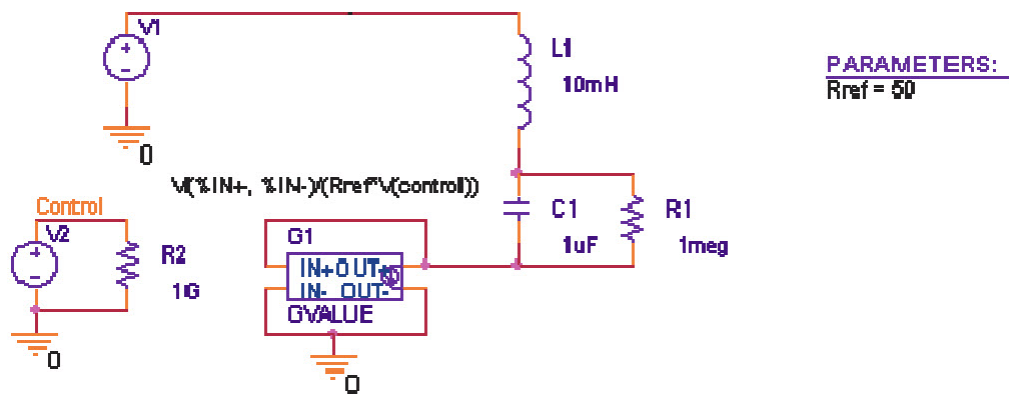 V1
L1
10mH
PARAMETERS:
Rref = 50
0
V(%IN+, %IN-)/(Rref*V(control))
Control
V2
R2
1G
G1
IN+ OUT+
IN- OUT-
GVALUE
C1
1uF
R1
1meg
0
0